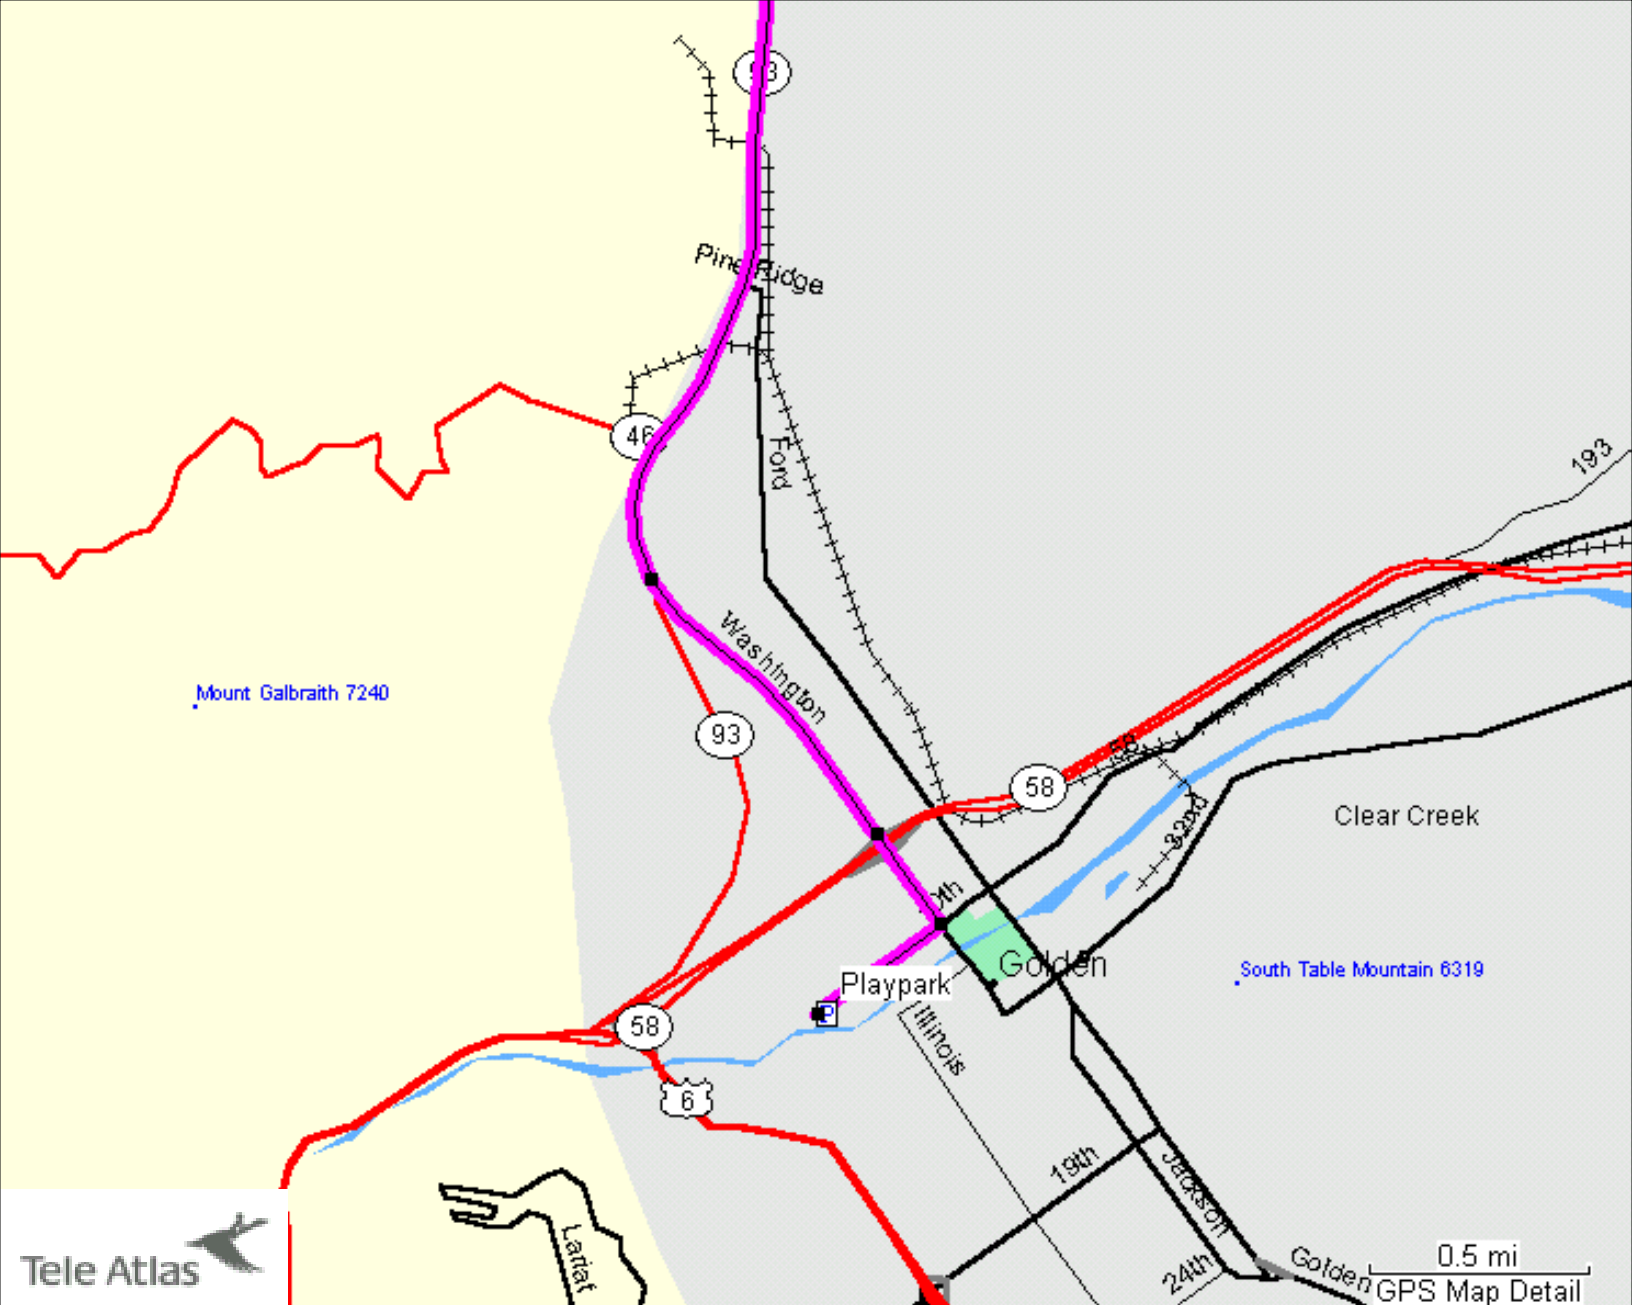 93
Pine Ridge
46
Ford
193
Washington
Mount Galbraith 7240
93
58
58
Clear Creek
32nd
Golden
South Table Mountain 6319
Playpark
P
58
Illinois
6
19th
Jackson
Lariat
24th
Golden
0.5 mi
GPS Map Detail
Tele Atlas